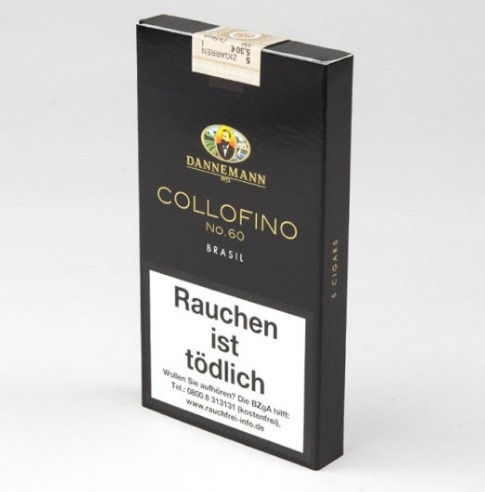 5 ZIGARREN
5,30 €
DANNEMANN
COLLOFINO
No.60
BRASIL
5 CIGARS
Rauchen
ist
tödlich
Wollen Sie aufhören? Die BZgA hilft:
Tel.: 0800 8 313131 (kostenfrei),
www.rauchfrei-info.de